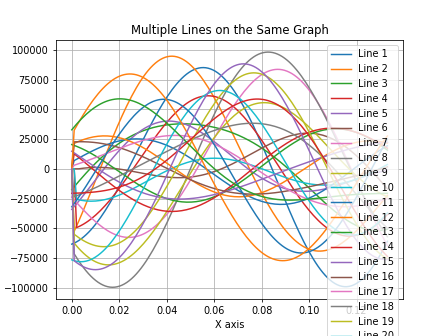 Multiple Lines on the Same Graph
100000
75000
50000
25000
0
−25000
−50000
−75000
−100000
0.00
0.02
0.04
0.06
0.08
0.10
X axis
Line 1
Line 2
Line 3
Line 4
Line 5
Line 6
Line 7
Line 8
Line 9
Line 10
Line 11
Line 12
Line 13
Line 14
Line 15
Line 16
Line 17
Line 18
Line 19
Line 20